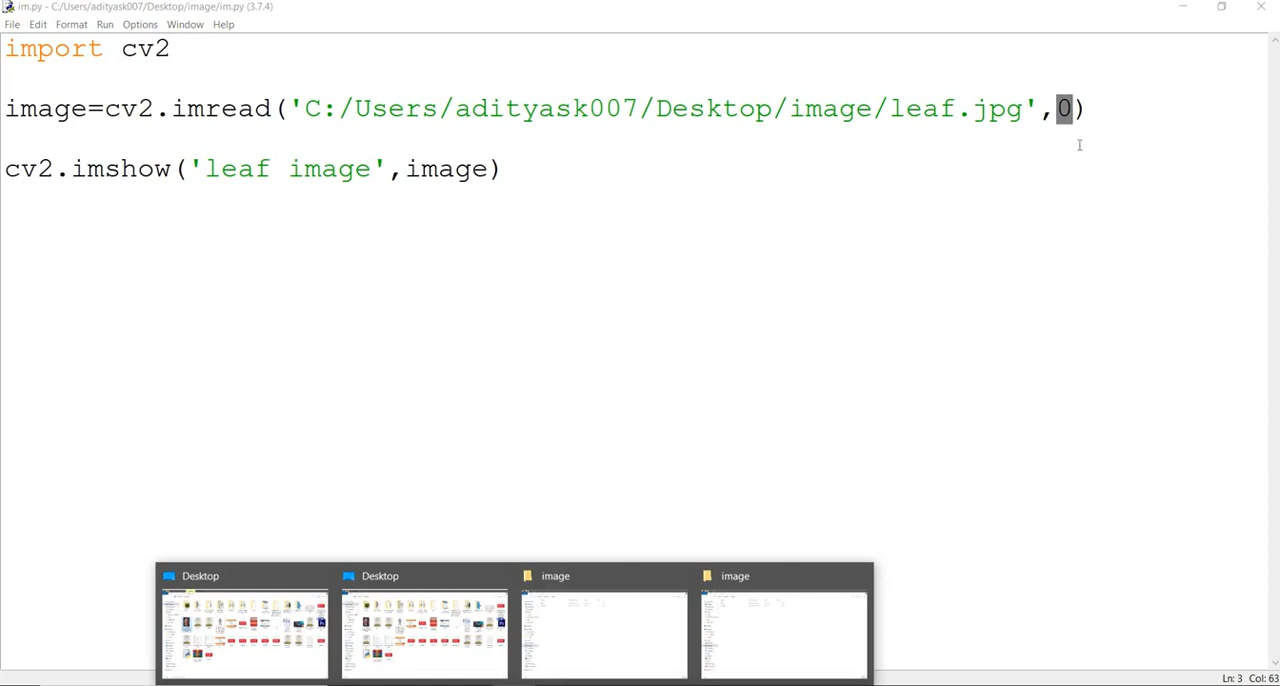 im.py - C:/Users/adityask007/Desktop/image/im.py (3.7.4)
File Edit Format Run Options Window Help
import cv2
image=cv2.imread('C:/Users/adityask007/Desktop/image/leaf.jpg',0)
cv2.imshow('leaf image',image)
Desktop Desktop image image
Ln: 3 Col: 63